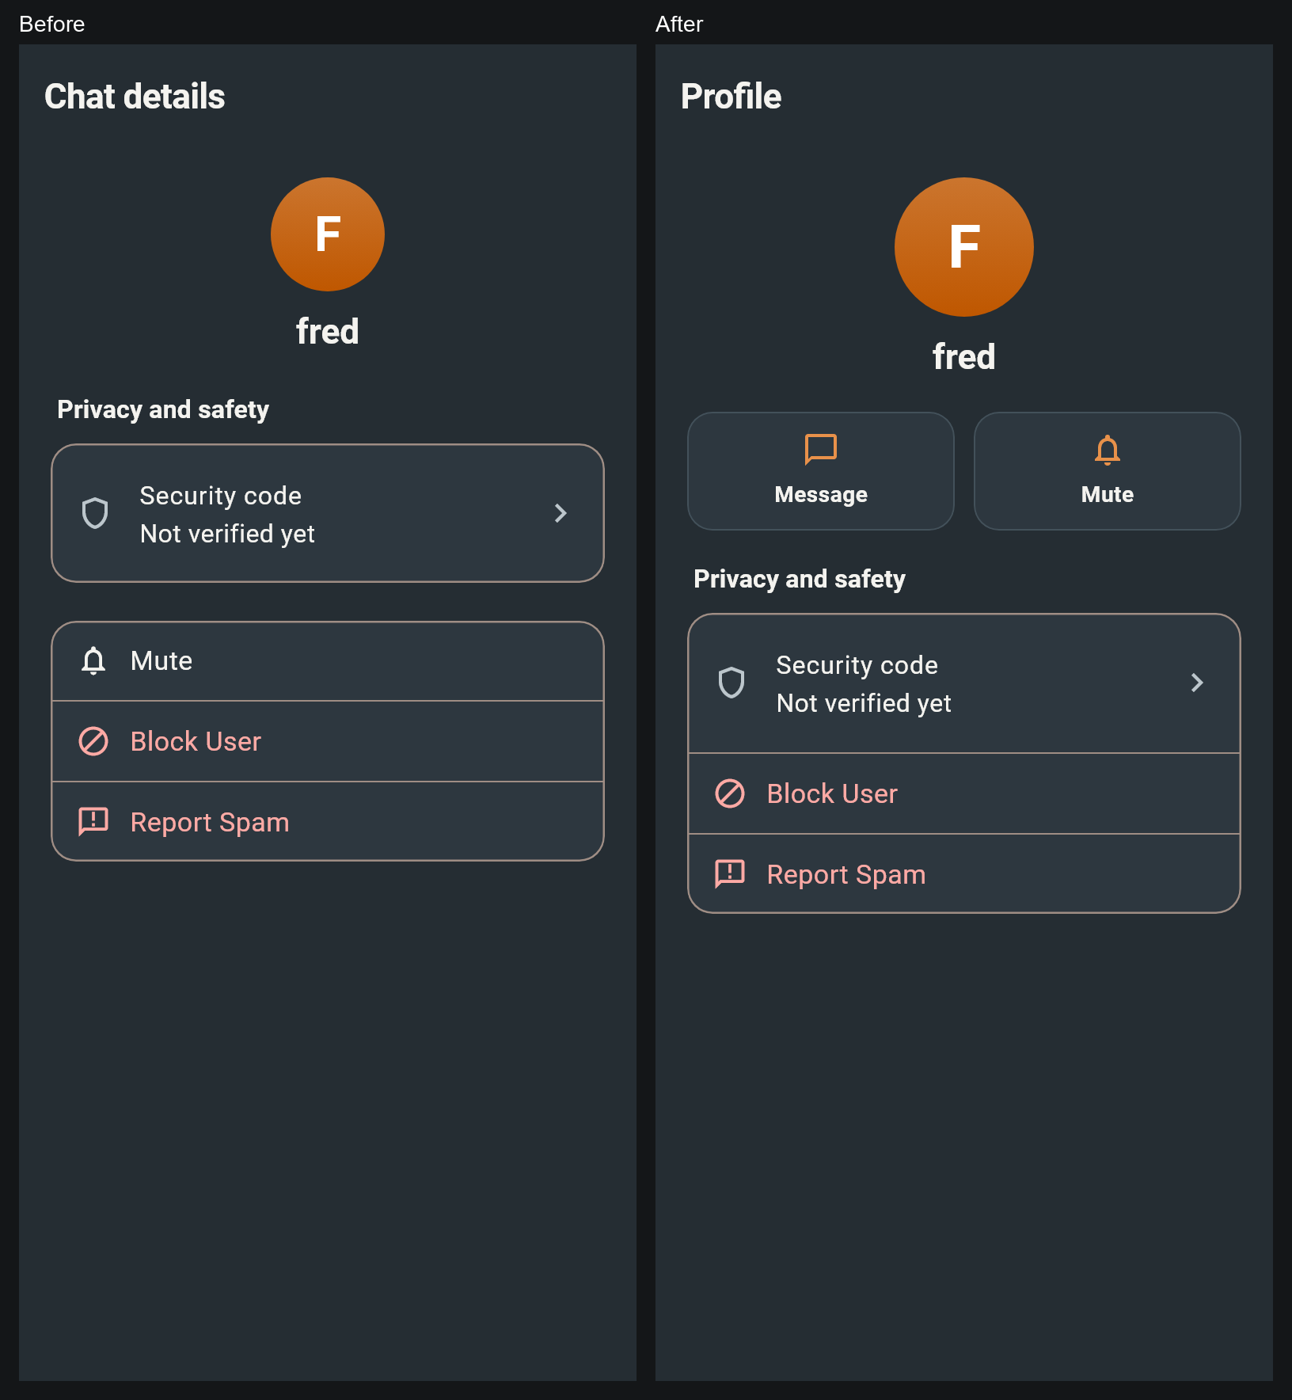 Before
Chat details
F
fred
Privacy and safety
Security code
Not verified yet
Mute
Block User
Report Spam
After
Profile
F
fred
Message
Mute
Privacy and safety
Security code
Not verified yet
Block User
Report Spam